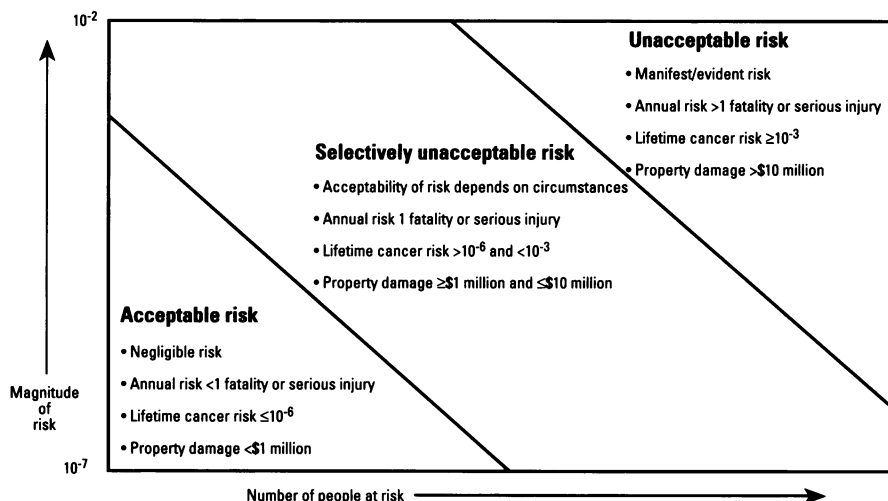 10⁻²
Unacceptable risk
• Manifest/evident risk
• Annual risk >1 fatality or serious injury
• Lifetime cancer risk ≥10⁻³
• Property damage >$10 million
Selectively unacceptable risk
• Acceptability of risk depends on circumstances
• Annual risk 1 fatality or serious injury
• Lifetime cancer risk >10⁻⁶ and <10⁻³
• Property damage ≥$1 million and ≤$10 million
Acceptable risk
• Negligible risk
• Annual risk <1 fatality or serious injury
• Lifetime cancer risk ≤10⁻⁶
• Property damage <$1 million
Magnitude
of
risk
10⁻⁷
Number of people at risk